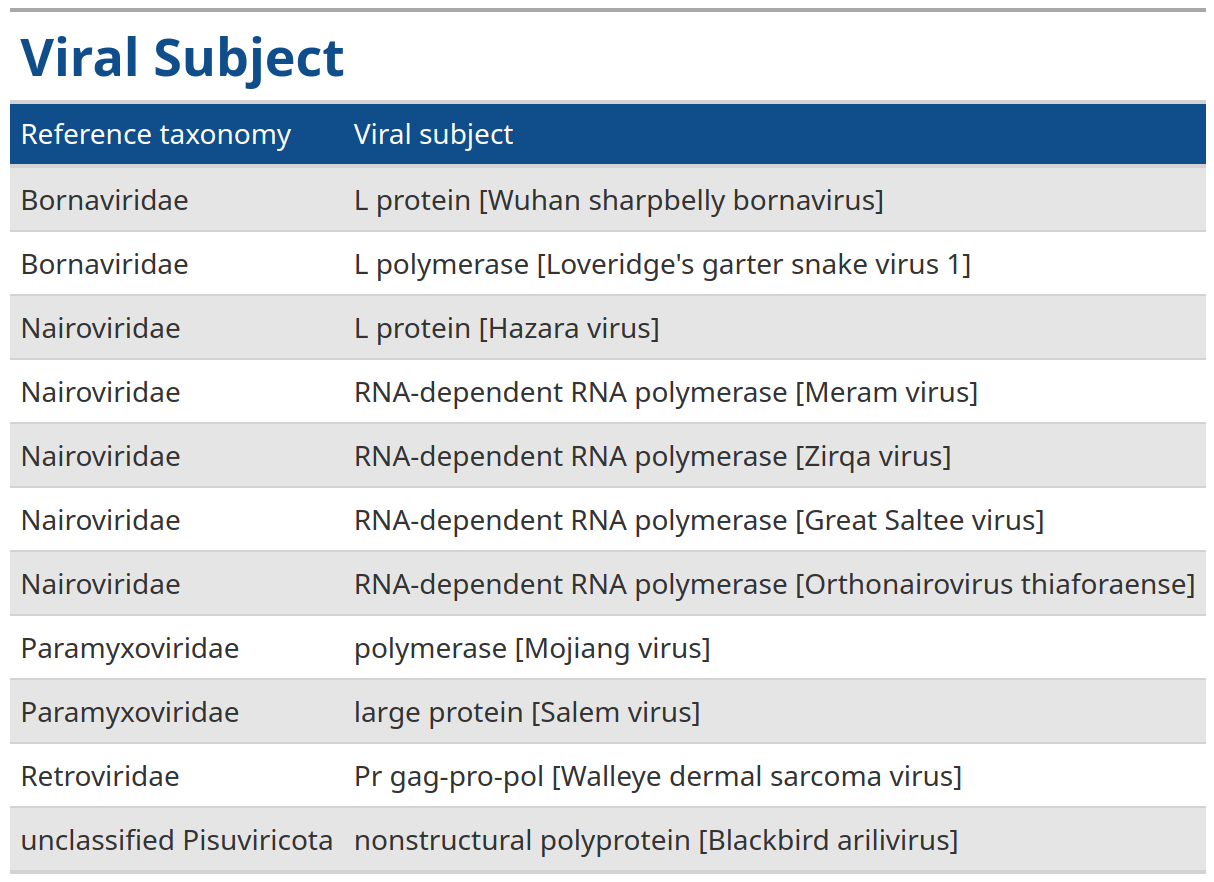 Viral Subject
Reference taxonomy Viral subject
Bornaviridae L protein [Wuhan sharpbelly bornavirus]
Bornaviridae L polymerase [Loveridge's garter snake virus 1]
Nairoviridae L protein [Hazara virus]
Nairoviridae RNA-dependent RNA polymerase [Meram virus]
Nairoviridae RNA-dependent RNA polymerase [Zirqa virus]
Nairoviridae RNA-dependent RNA polymerase [Great Saltee virus]
Nairoviridae RNA-dependent RNA polymerase [Orthonairovirus thiaforaense]
Paramyxoviridae polymerase [Mojiang virus]
Paramyxoviridae large protein [Salem virus]
Retroviridae Pr gag-pro-pol [Walleye dermal sarcoma virus]
unclassified Pisuviricota nonstructural polyprotein [Blackbird arilivirus]